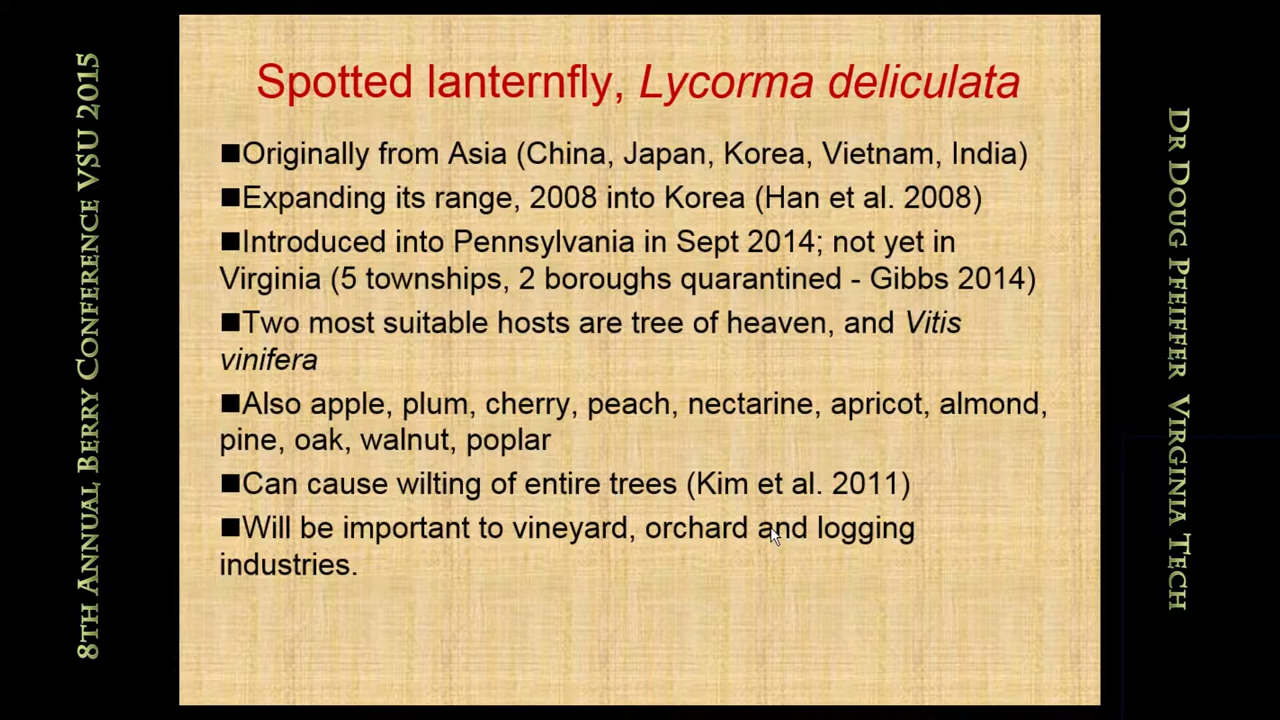 8TH ANNUAL BERRY CONFERENCE VSU 2015
Spotted lanternfly, Lycorma deliculata
■Originally from Asia (China, Japan, Korea, Vietnam, India)
■Expanding its range, 2008 into Korea (Han et al. 2008)
■Introduced into Pennsylvania in Sept 2014; not yet in
Virginia (5 townships, 2 boroughs quarantined - Gibbs 2014)
■Two most suitable hosts are tree of heaven, and Vitis
vinifera
■Also apple, plum, cherry, peach, nectarine, apricot, almond,
pine, oak, walnut, poplar
■Can cause wilting of entire trees (Kim et al. 2011)
■Will be important to vineyard, orchard and logging
industries.
DR DOUG PFEIFFER VIRGINIA TECH